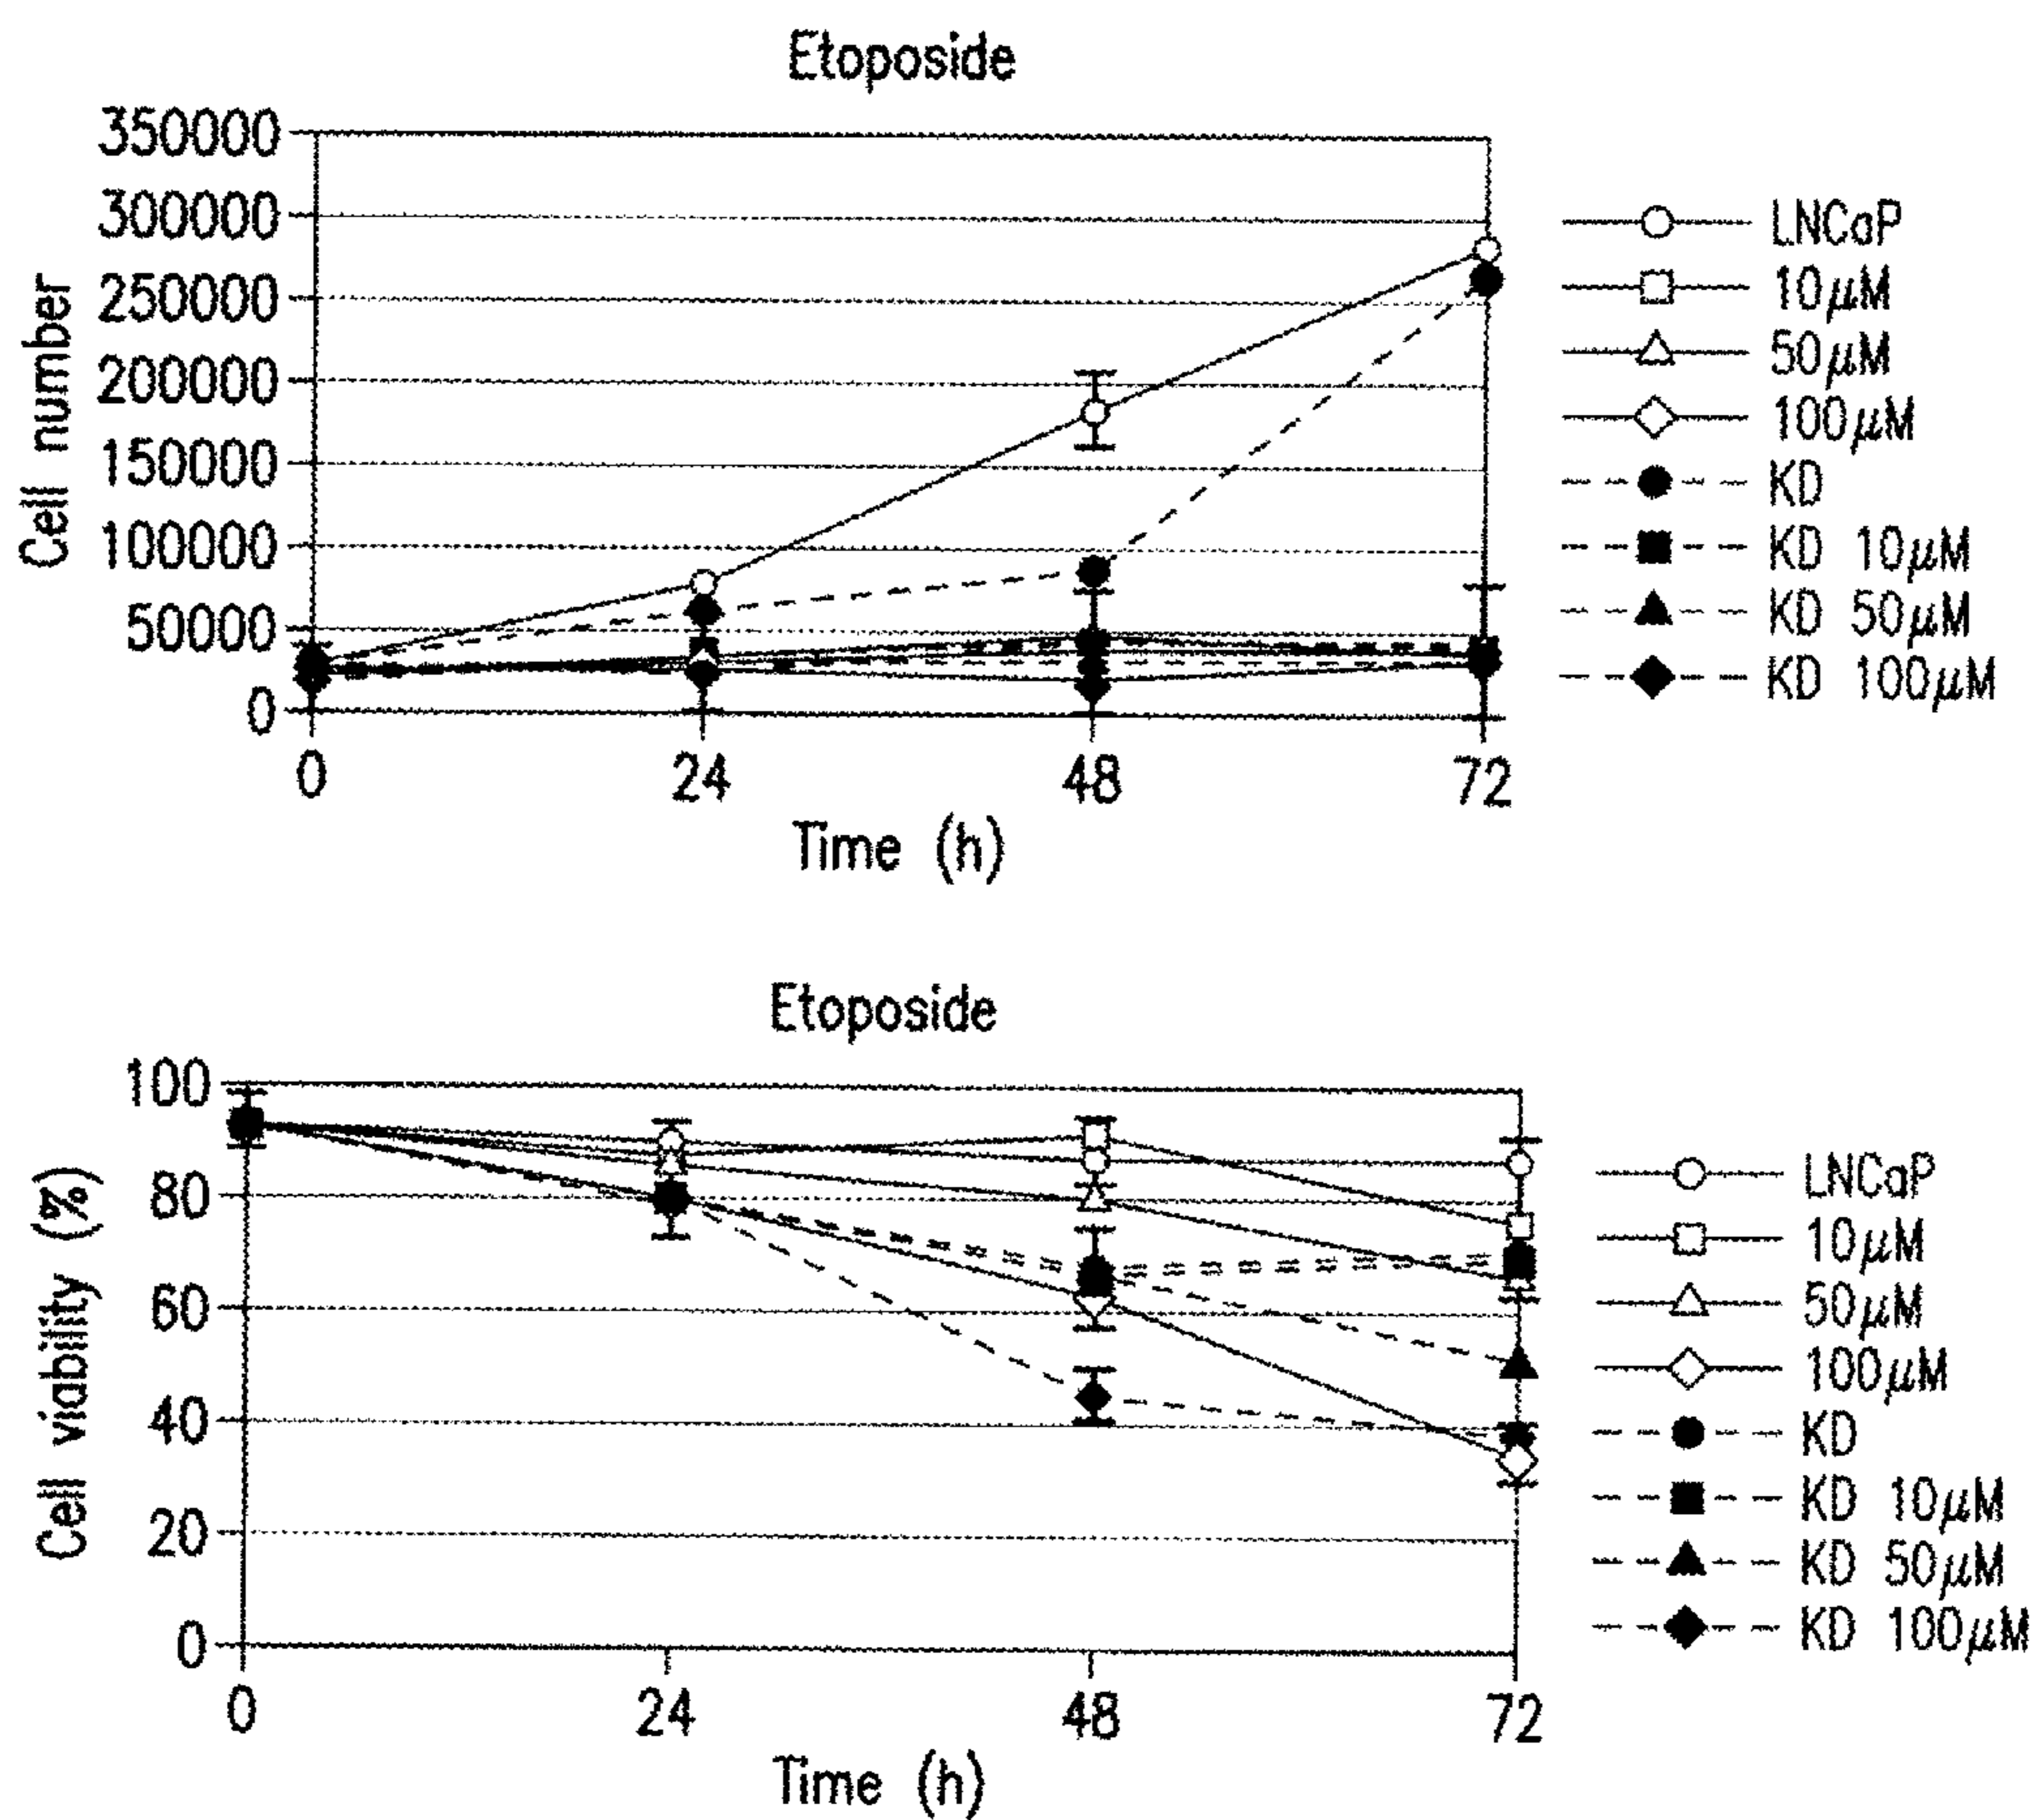 Etoposide
350000
300000
250000
200000
150000
100000
50000
0
Cell number
0 24 48 72
Time (h)
LNCaP
10μM
50μM
100μM
KD
KD 10μM
KD 50μM
KD 100μM
Etoposide
100
80
60
40
20
0
Cell viability (%)
0 24 48 72
Time (h)
LNCaP
10μM
50μM
100μM
KD
KD 10μM
KD 50μM
KD 100μM